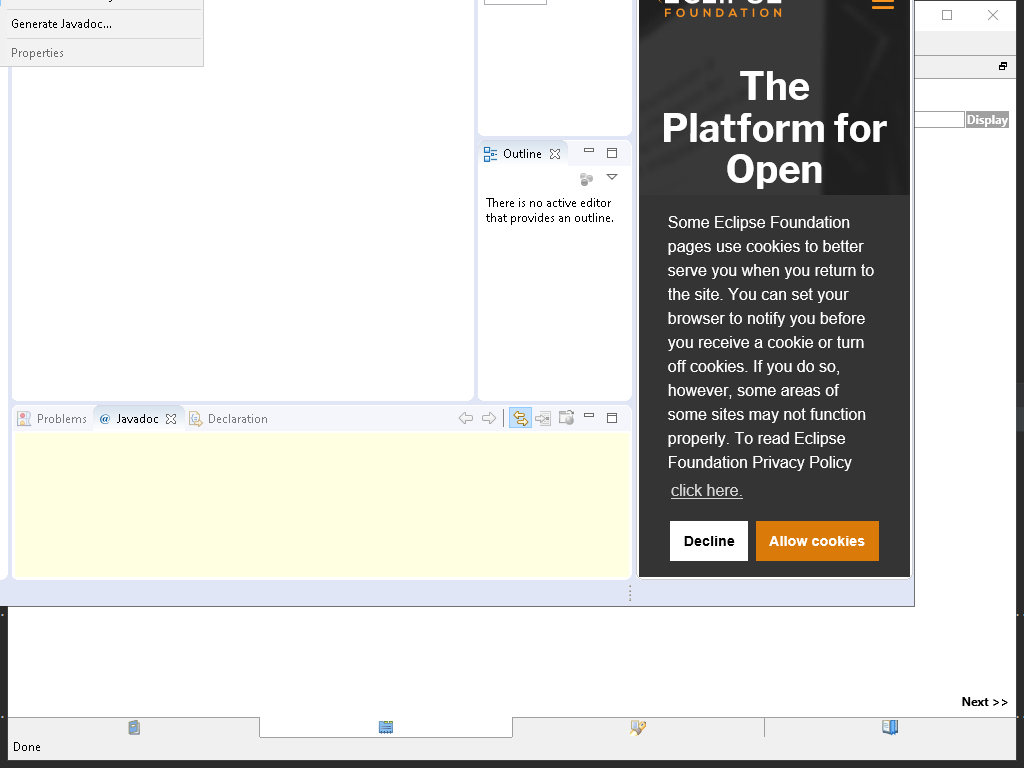 Generate Javadoc...
Properties
FOUNDATION
Display
The
Platform for
Open
Outline
There is no active editor
that provides an outline.
Some Eclipse Foundation
pages use cookies to better
serve you when you return to
the site. You can set your
browser to notify you before
you receive a cookie or turn
off cookies. If you do so,
however, some areas of
some sites may not function
properly. To read Eclipse
Foundation Privacy Policy
click here.
Decline
Allow cookies
Problems
@ Javadoc
Declaration
Next >>
Done